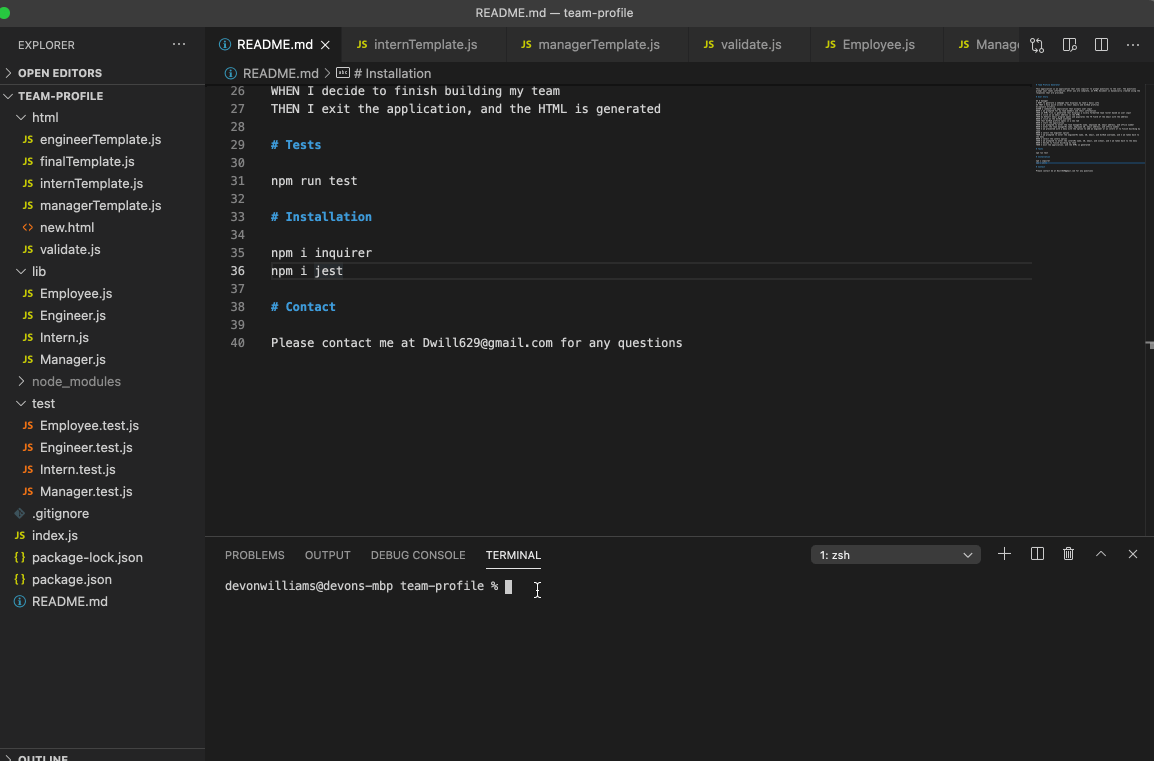 README.md — team-profile
EXPLORER
OPEN EDITORS
TEAM-PROFILE
html
JS engineerTemplate.js
JS finalTemplate.js
JS internTemplate.js
JS managerTemplate.js
<> new.html
JS validate.js
lib
JS Employee.js
JS Engineer.js
JS Intern.js
JS Manager.js
node_modules
test
JS Employee.test.js
JS Engineer.test.js
JS Intern.test.js
JS Manager.test.js
.gitignore
JS index.js
{} package-lock.json
{} package.json
README.md
OUTLINE
README.md JS internTemplate.js JS managerTemplate.js JS validate.js JS Employee.js JS Manag
README.md > abc # Installation
26 WHEN I decide to finish building my team
27 THEN I exit the application, and the HTML is generated
28
29 # Tests
30
31 npm run test
32
33 # Installation
34
35 npm i inquirer
36 npm i jest
37
38 # Contact
39
40 Please contact me at Dwill629@gmail.com for any questions
PROBLEMS OUTPUT DEBUG CONSOLE TERMINAL 1: zsh
devonwilliams@devons-mbp team-profile %